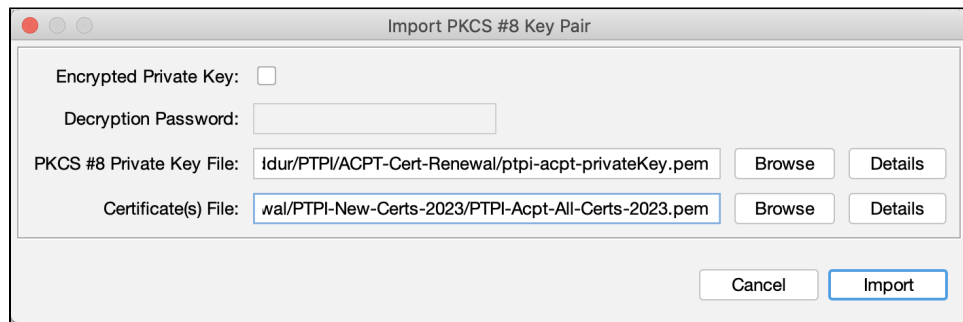 Import PKCS #8 Key Pair
Encrypted Private Key:
Decryption Password:
PKCS #8 Private Key File: ldur/PTPI/ACPT-Cert-Renewal/ptpi-acpt-privateKey.pem Browse Details
Certificate(s) File: wal/PTPI-New-Certs-2023/PTPI-Acpt-All-Certs-2023.pem Browse Details
Cancel Import